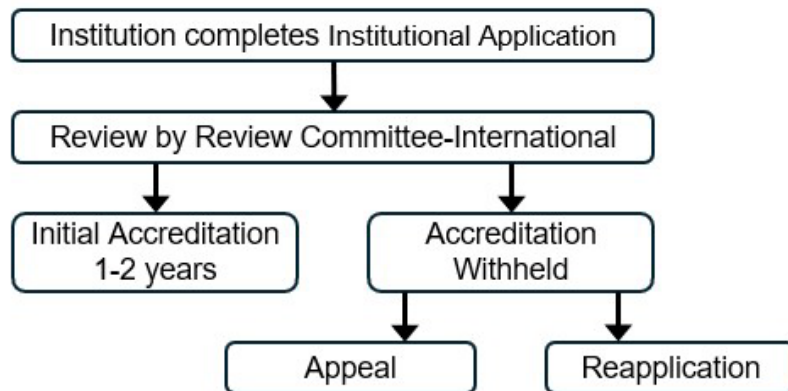 Institution completes Institutional Application
Review by Review Committee-International
Initial Accreditation
1-2 years
Accreditation
Withheld
Appeal
Reapplication